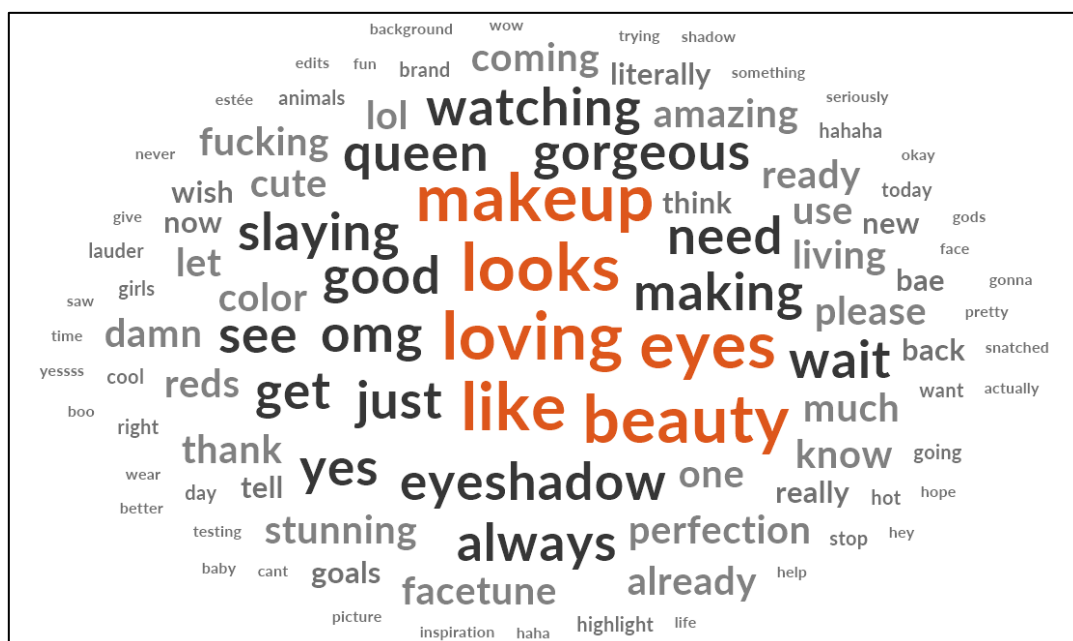 background wow trying shadow
edits fun brand coming literally something
estée animals lol watching amazing seriously
never fucking queen gorgeous hahaha okay
wish cute makeup think ready today
give now slaying need use new gods
lauder let good looks living face
saw girls color making bae gonna
time damn see omg loving eyes please pretty
yessss cool reds wait back snatched
boo get just like beauty much want actually
right thank yes know going
wear day tell eyeshadow one really hot hope
better testing stunning always perfection stop hey
baby cant goals facetune already help
picture inspiration haha highlight life